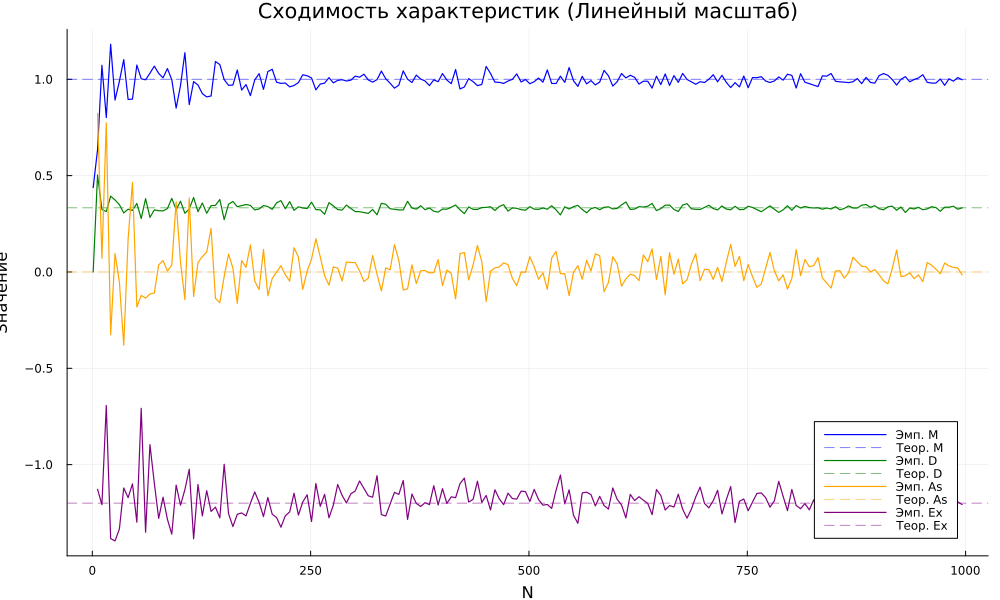 Сходимость характеристик (Линейный масштаб)
Значение
1.0
0.5
0.0
−0.5
−1.0
0
250
500
750
1000
N
Эмп. M
Теор. M
Эмп. D
Теор. D
Эмп. As
Теор. As
Эмп. Ex
Теор. Ex